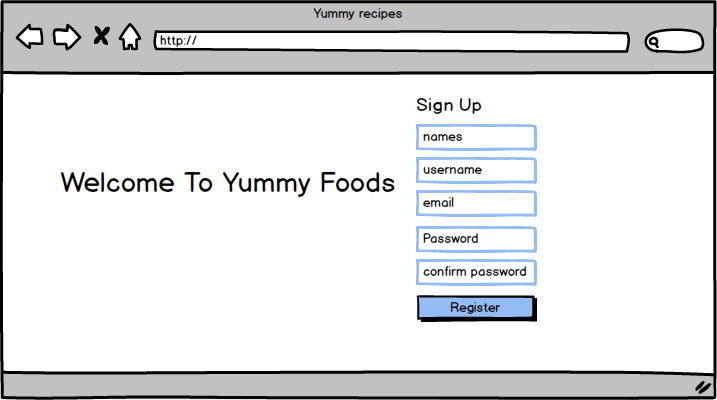 Yummy recipes
http://
Sign Up
names
Welcome To Yummy Foods
username
email
Password
confirm password
Register